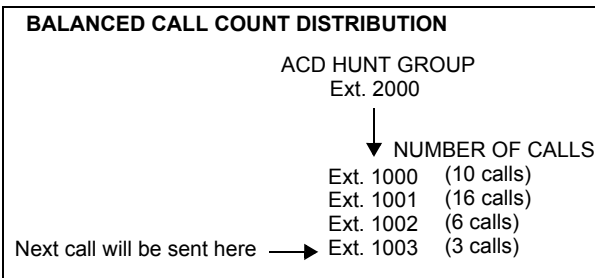 BALANCED CALL COUNT DISTRIBUTION
ACD HUNT GROUP
Ext. 2000
NUMBER OF CALLS
Ext. 1000 (10 calls)
Ext. 1001 (16 calls)
Ext. 1002 (6 calls)
Next call will be sent here Ext. 1003 (3 calls)